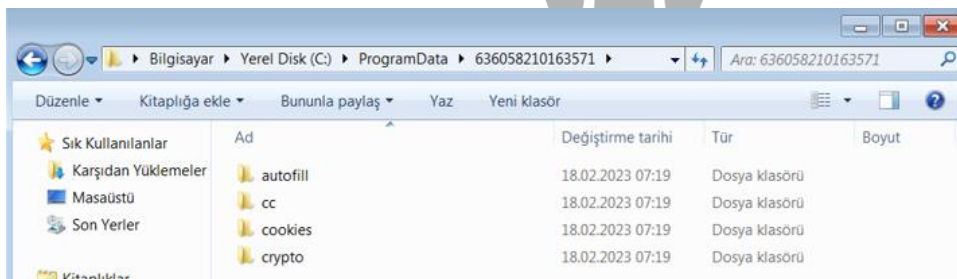 Bilgisayar ▸ Yerel Disk (C:) ▸ ProgramData ▸ 636058210163571 ▸ Ara: 636058210163571
Düzenle Kitaplığa ekle Bununla paylaş Yaz Yeni klasör
Sık Kullanılanlar
Karşıdan Yüklemeler
Masaüstü
Son Yerler
Kitaplıklar
Ad Değiştirme tarihi Tür Boyut
autofill 18.02.2023 07:19 Dosya klasörü
cc 18.02.2023 07:19 Dosya klasörü
cookies 18.02.2023 07:19 Dosya klasörü
crypto 18.02.2023 07:19 Dosya klasörü